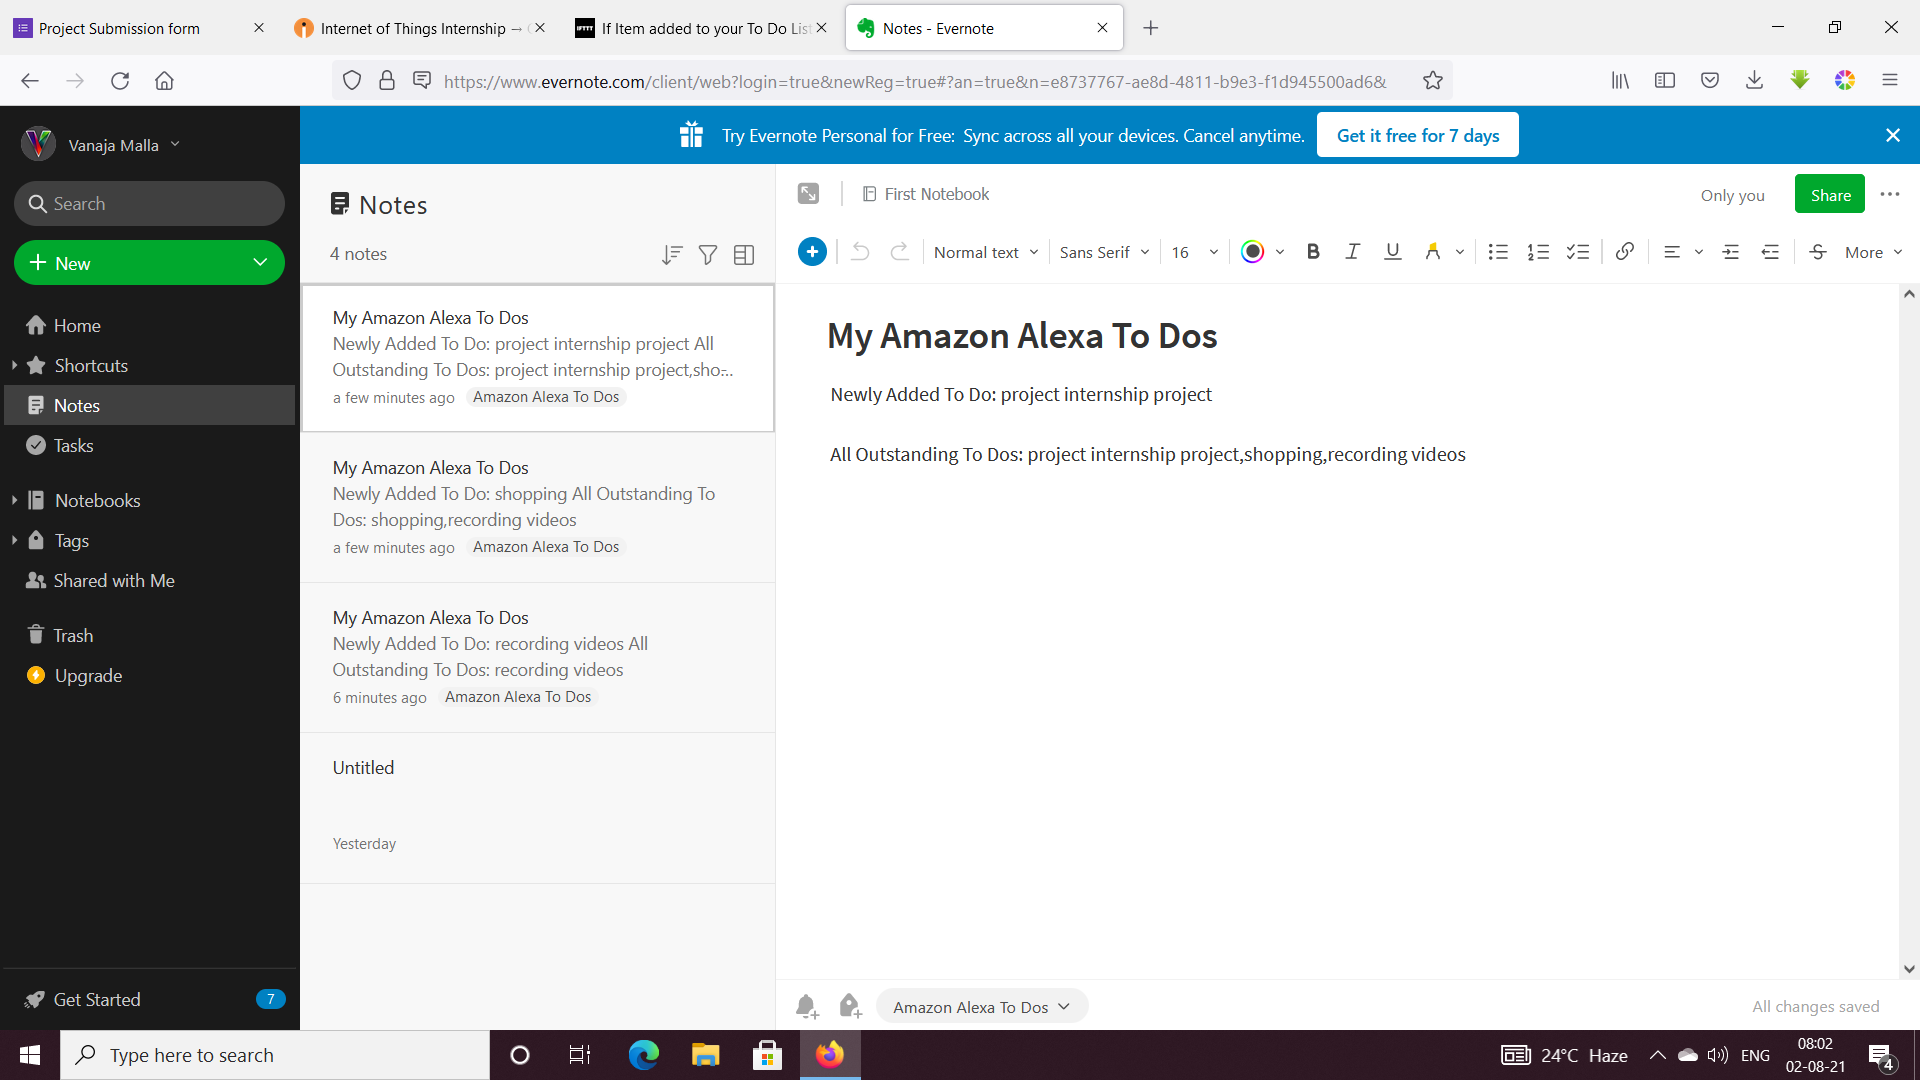 Project Submission form
Internet of Things Internship →
If Item added to your To Do List
Notes - Evernote
https://www.evernote.com/client/web?login=true&newReg=true#?an=true&n=e8737767-ae8d-4811-b9e3-f1d945500ad6&
Vanaja Malla
Search
New
Home
Shortcuts
Notes
Tasks
Notebooks
Tags
Shared with Me
Trash
Upgrade
Get Started
7
Try Evernote Personal for Free: Sync across all your devices. Cancel anytime.
Get it free for 7 days
Notes
4 notes
My Amazon Alexa To Dos
Newly Added To Do: project internship project All
Outstanding To Dos: project internship project,sho-..
a few minutes ago
Amazon Alexa To Dos
My Amazon Alexa To Dos
Newly Added To Do: shopping All Outstanding To
Dos: shopping,recording videos
a few minutes ago
Amazon Alexa To Dos
My Amazon Alexa To Dos
Newly Added To Do: recording videos All
Outstanding To Dos: recording videos
6 minutes ago
Amazon Alexa To Dos
Untitled
Yesterday
First Notebook
Only you
Share
Normal text
Sans Serif
16
B
I
U
A
S
More
My Amazon Alexa To Dos
Newly Added To Do: project internship project
All Outstanding To Dos: project internship project,shopping,recording videos
Amazon Alexa To Dos
All changes saved
Type here to search
24°C Haze
ENG
08:02
02-08-21
4